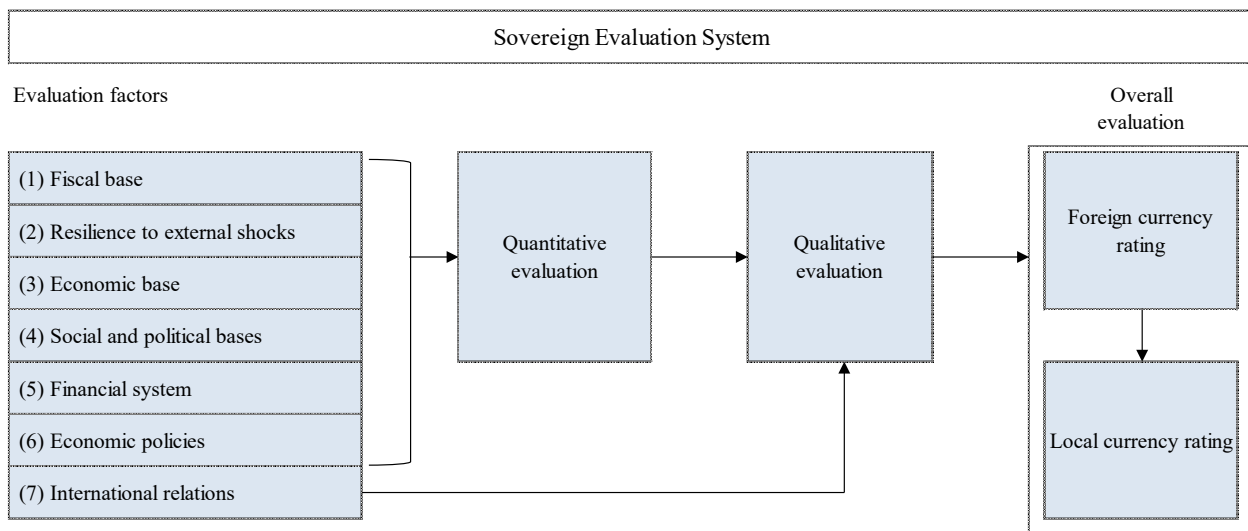 Sovereign Evaluation System
Evaluation factors
Overall
evaluation
(1) Fiscal base
(2) Resilience to external shocks
(3) Economic base
(4) Social and political bases
(5) Financial system
(6) Economic policies
(7) International relations
Quantitative
evaluation
Qualitative
evaluation
Foreign currency
rating
Local currency rating